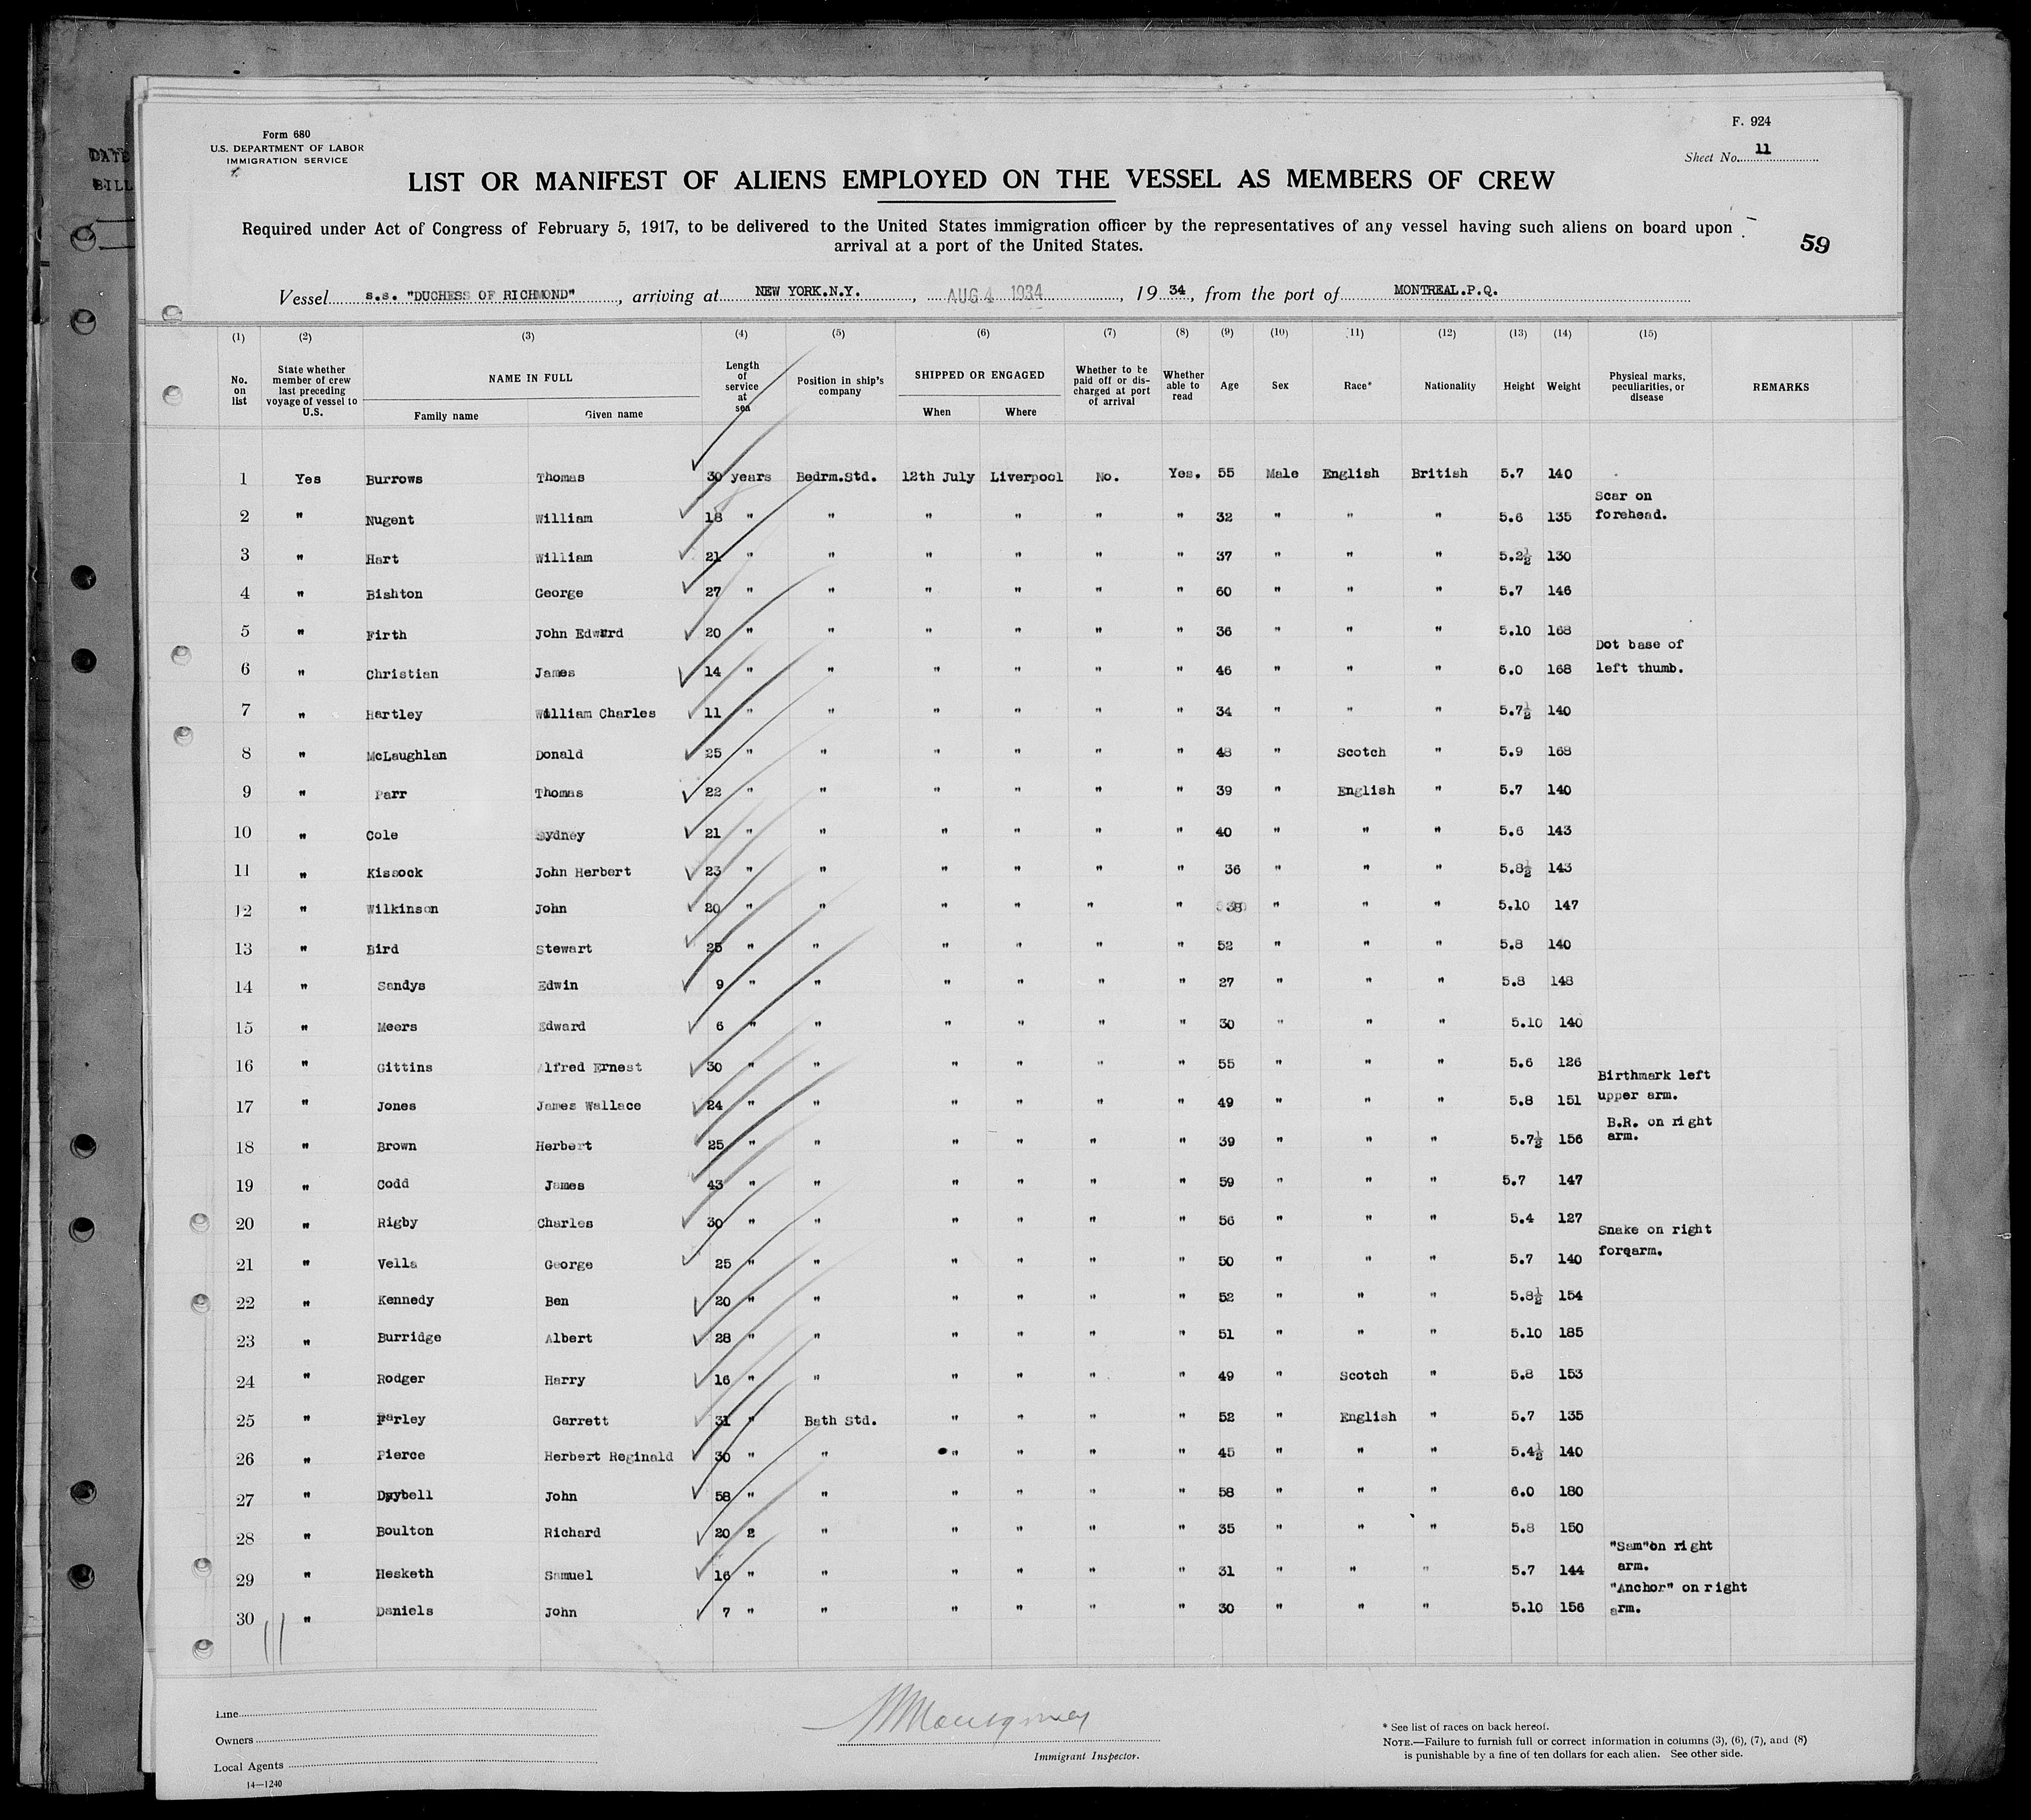 DATE
BILL
Form 680
U.S. DEPARTMENT OF LABOR
IMMIGRATION SERVICE
F. 924
Sheet No. 11
LIST OR MANIFEST OF ALIENS EMPLOYED ON THE VESSEL AS MEMBERS OF CREW
Required under Act of Congress of February 5, 1917, to be delivered to the United States immigration officer by the representatives of any vessel having such aliens on board upon
arrival at a port of the United States.
59
Vessel s.s. "DUCHESS OF RICHMOND", arriving at NEW YORK.N.Y., AUG 4 1934, 19 34, from the port of MONTREAL.P.Q.
(1) (2) (3) (4) (5) (6) (7) (8) (9) (10) (11) (12) (13) (14) (15)
No. on list State whether member of crew last preceding voyage of vessel to U.S. NAME IN FULL Family name Given name Length of service at sea Position in ship's company SHIPPED OR ENGAGED When Where Whether to be paid off or discharged at port of arrival Whether able to read Age Sex Race* Nationality Height Weight Physical marks, peculiarities, or disease REMARKS
1 Yes Burrows Thomas 30 years Bedrm.Std. 12th July Liverpool No. Yes. 55 Male English British 5.7 140
2 " Nugent William 18 " " " " " " 32 " " " 5.6 135 Scar on forehead.
3 " Hart William 21 " " " " " " 37 " " " 5.2½ 130
4 " Bishton George 27 " " " " " " 60 " " " 5.7 146
5 " Firth John Edward 20 " " " " " " 36 " " " 5.10 168
6 " Christian James 14 " " " " " " 46 " " " 6.0 168 Dot base of left thumb.
7 " Hartley William Charles 11 " " " " " " 34 " " " 5.7½ 140
8 " McLaughlan Donald 25 " " " " " " 48 " Scotch " 5.9 168
9 " Parr Thomas 22 " " " " " " 39 " English " 5.7 140
10 " Cole Sydney 21 " " " " " " 40 " " " 5.6 143
11 " Kissock John Herbert 23 " " " " " " 36 " " " 5.8½ 143
12 " Wilkinson John 20 " " " " " " 38 " " " 5.10 147
13 " Bird Stewart 25 " " " " " " 52 " " " 5.8 140
14 " Sandys Edwin 9 " " " " " " 27 " " " 5.8 148
15 " Meers Edward 6 " " " " " " 30 " " " 5.10 140
16 " Gittins Alfred Ernest 30 " " " " " " 55 " " " 5.6 126
17 " Jones James Wallace 24 " " " " " " 49 " " " 5.8 151 Birthmark left upper arm.
18 " Brown Herbert 25 " " " " " " 39 " " " 5.7½ 156 B.R. on right arm.
19 " Codd James 43 " " " " " " 59 " " " 5.7 147
20 " Rigby Charles 30 " " " " " " 56 " " " 5.4 127
21 " Vella George 25 " " " " " " 50 " " " 5.7 140 Snake on right forearm.
22 " Kennedy Ben 20 " " " " " " 52 " " " 5.8½ 154
23 " Burridge Albert 28 " " " " " " 51 " " " 5.10 185
24 " Rodger Harry 16 " " " " " " 49 " Scotch " 5.8 153
25 " Farley Garrett 31 " Bath Std. " " " " 52 " English " 5.7 135
26 " Pierce Herbert Reginald 30 " " " " " " 45 " " " 5.4½ 140
27 " John 58 " " " " " " 58 " " " 6.0 180
28 " Boulton Richard 20 2 " " " " " 35 " " " 5.8 150
29 " Hesketh Samuel 16 " " " " " " 31 " " " 5.7 144 "Sam"on right arm.
30 " Daniels John 7 " " " " " " 30 " " " 5.10 156 "Anchor" on right arm.
Line
Owners
Local Agents
14—1240
Montgomery
Immigrant Inspector.
* See list of races on back hereof.
NOTE.—Failure to furnish full or correct information in columns (3), (6), (7), and (8)
is punishable by a fine of ten dollars for each alien. See other side.